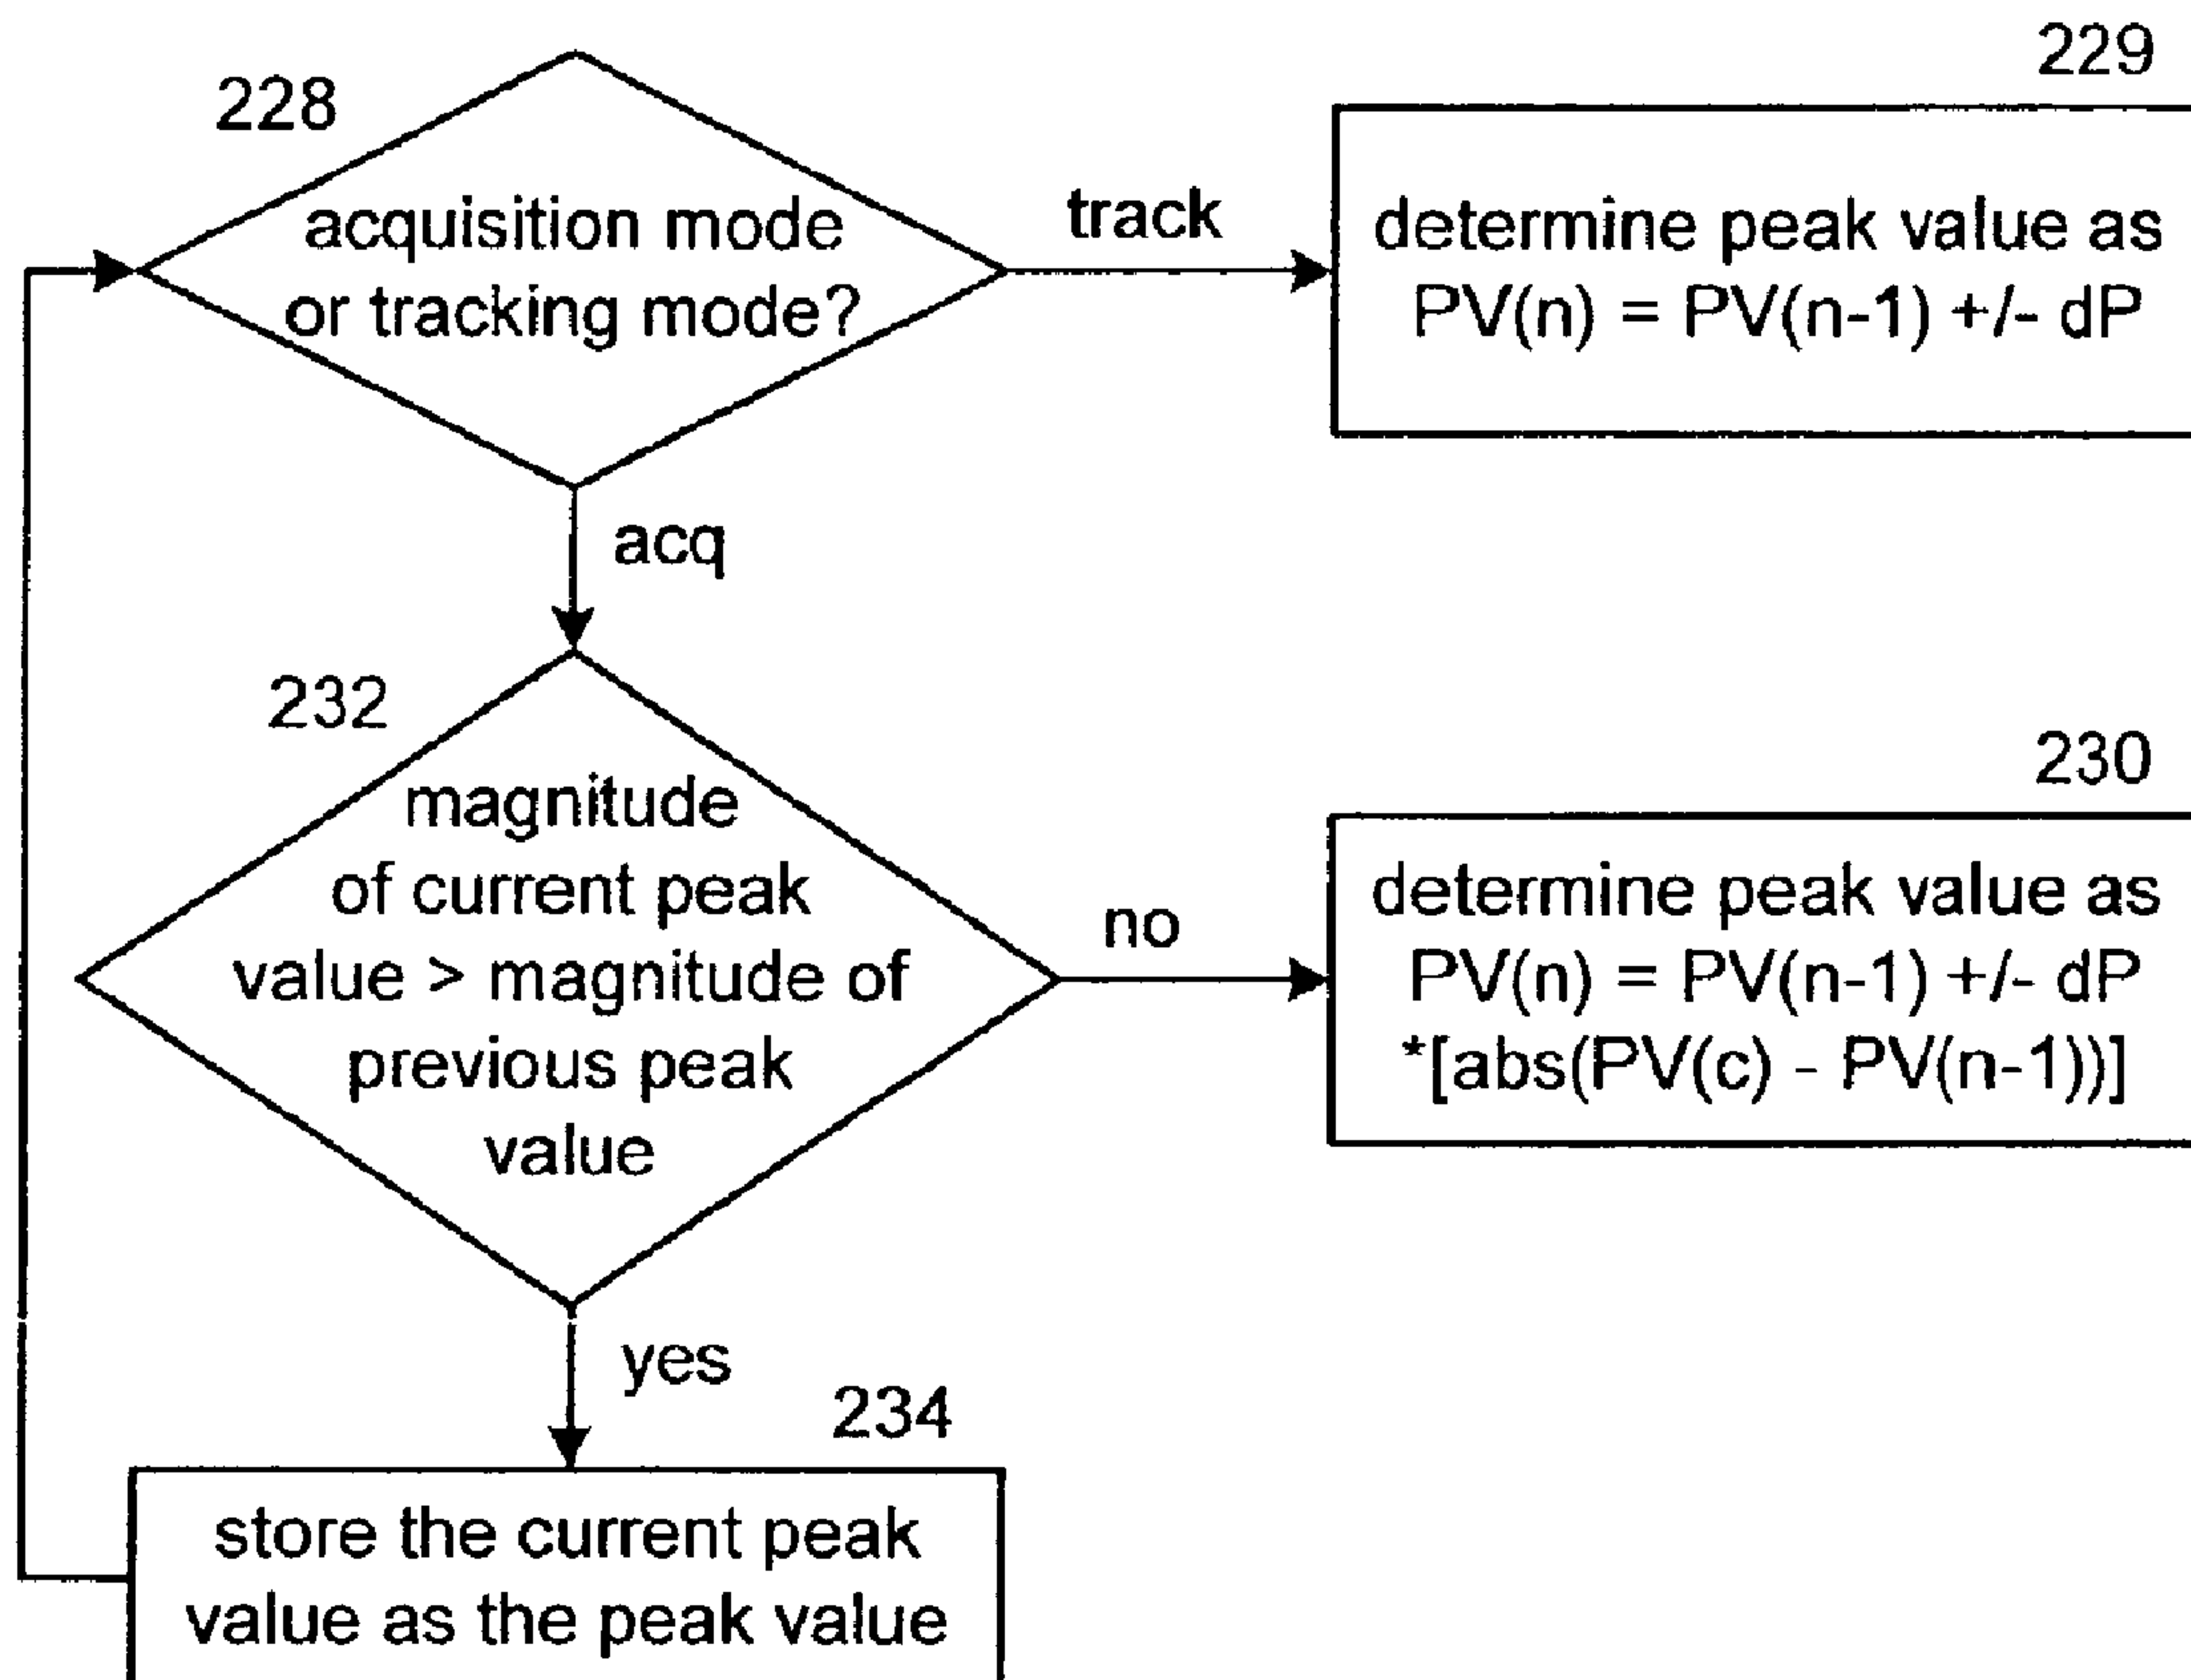 228
acquisition mode
or tracking mode?
track
229
determine peak value as
PV(n) = PV(n-1) +/- dP
acq
232
magnitude
of current peak
value > magnitude of
previous peak
value
no
230
determine peak value as
PV(n) = PV(n-1) +/- dP
*[abs(PV(c) - PV(n-1))]
yes
234
store the current peak
value as the peak value